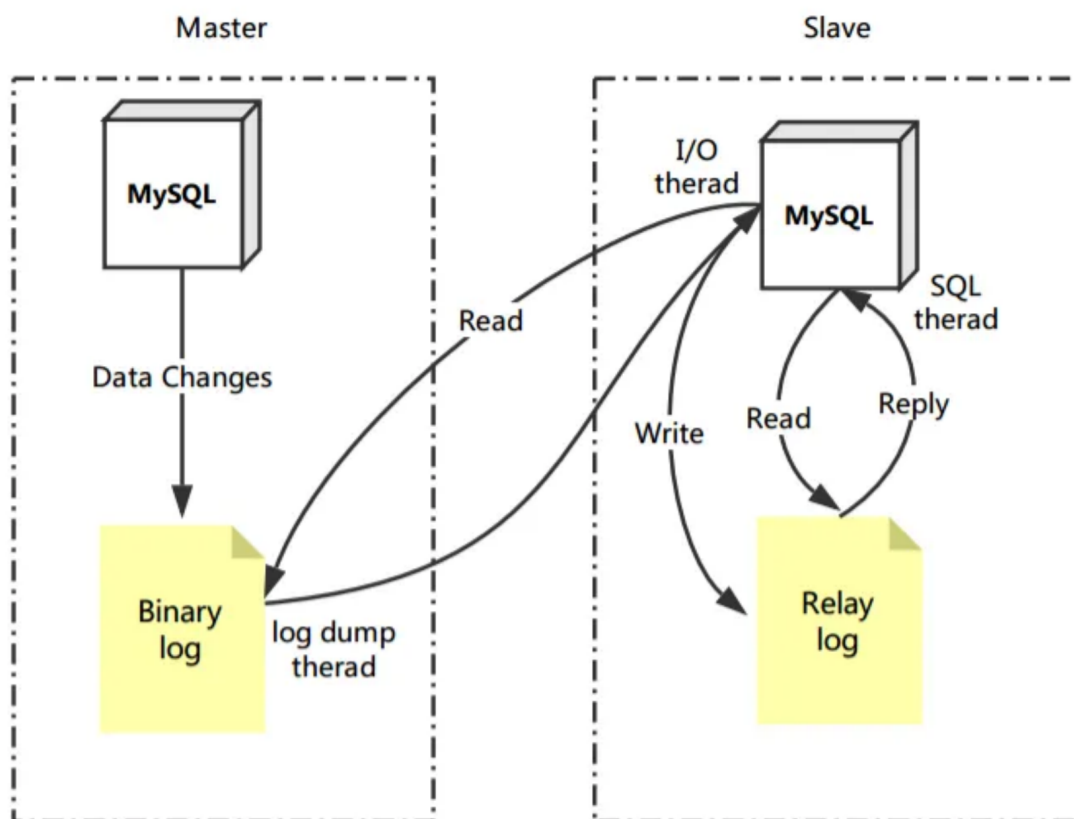 Master
Slave
MySQL
I/O
therad
MySQL
SQL
therad
Read
Data Changes
Write
Read
Reply
Binary
log
log dump
therad
Relay
log